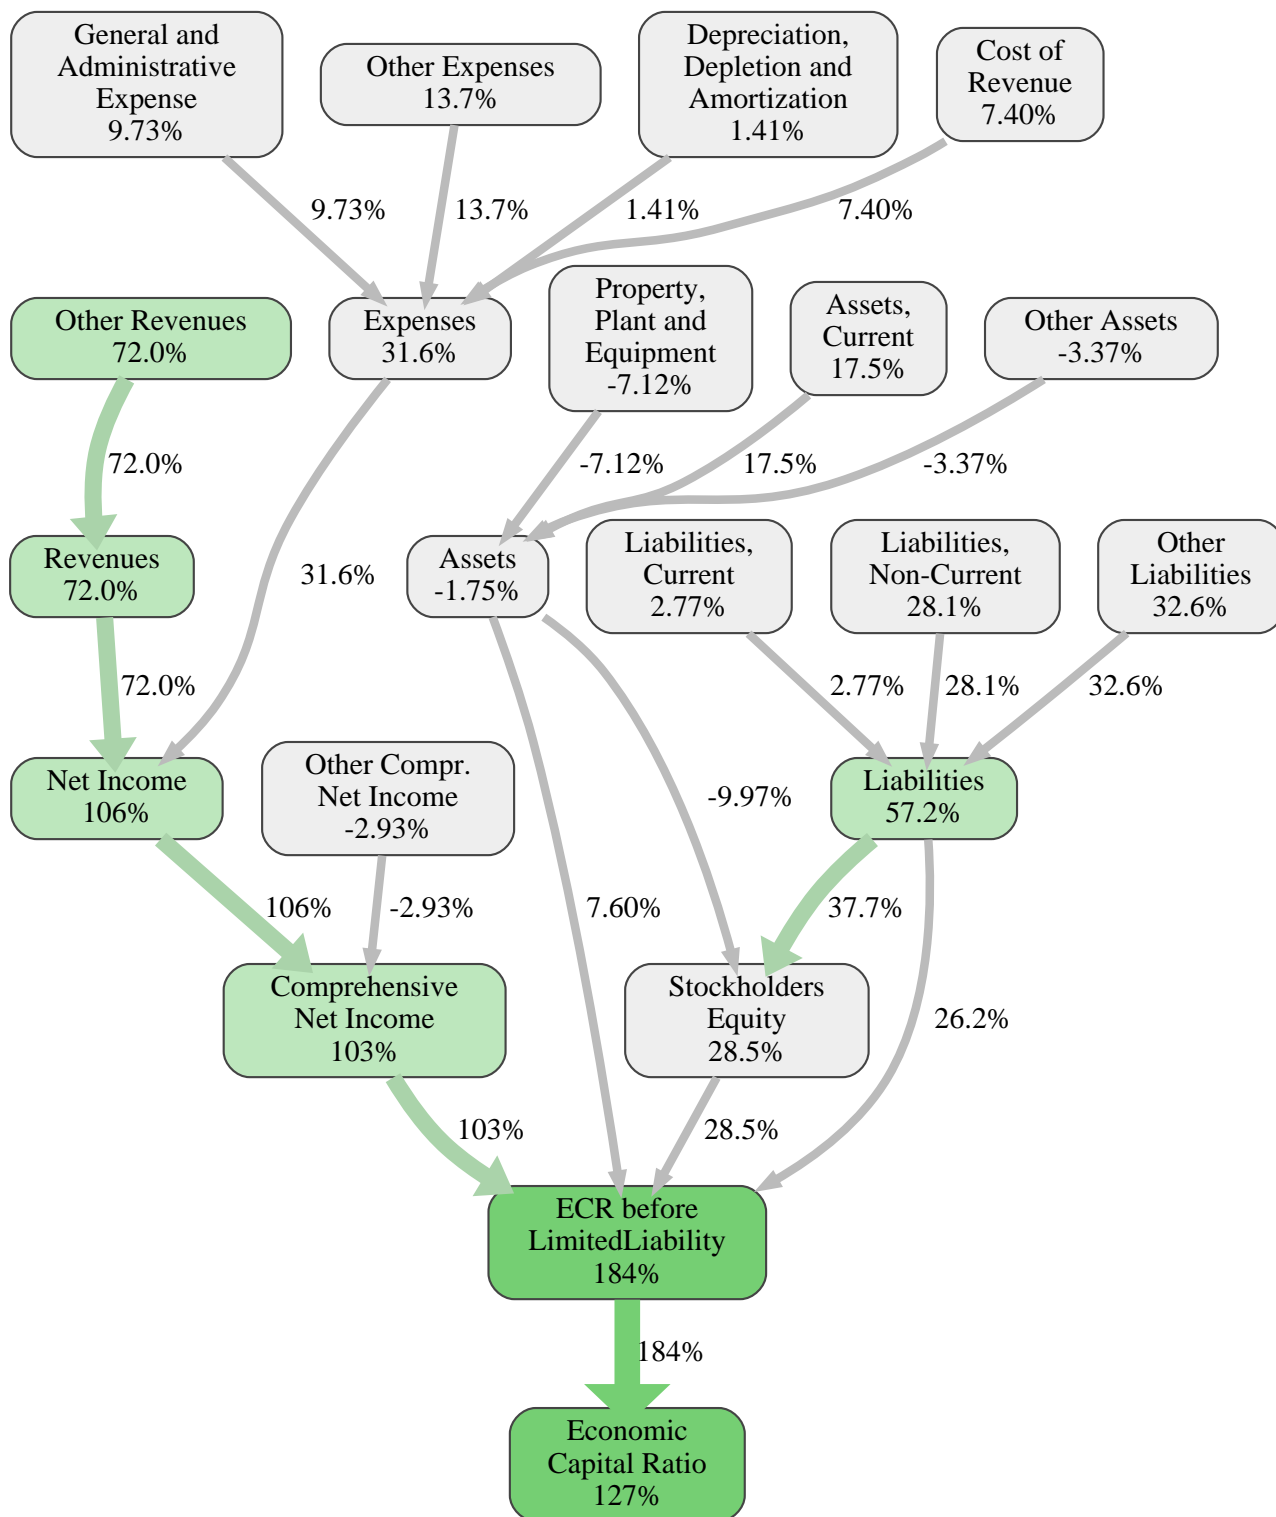 General and
Administrative
Expense
9.73%
Other Expenses
13.7%
Depreciation,
Depletion and
Amortization
1.41%
Cost of
Revenue
7.40%
9.73%
13.7%
1.41%
7.40%
Other Revenues
72.0%
Expenses
31.6%
Property,
Plant and
Equipment
-7.12%
Assets,
Current
17.5%
Other Assets
-3.37%
72.0%
-7.12%
17.5%
-3.37%
Revenues
72.0%
31.6%
Assets
-1.75%
Liabilities,
Current
2.77%
Liabilities,
Non-Current
28.1%
Other
Liabilities
32.6%
72.0%
2.77%
28.1%
32.6%
Net Income
106%
Other Compr.
Net Income
-2.93%
-9.97%
Liabilities
57.2%
106%
-2.93%
7.60%
37.7%
Comprehensive
Net Income
103%
Stockholders
Equity
28.5%
26.2%
103%
28.5%
ECR before
LimitedLiability
184%
184%
Economic
Capital Ratio
127%